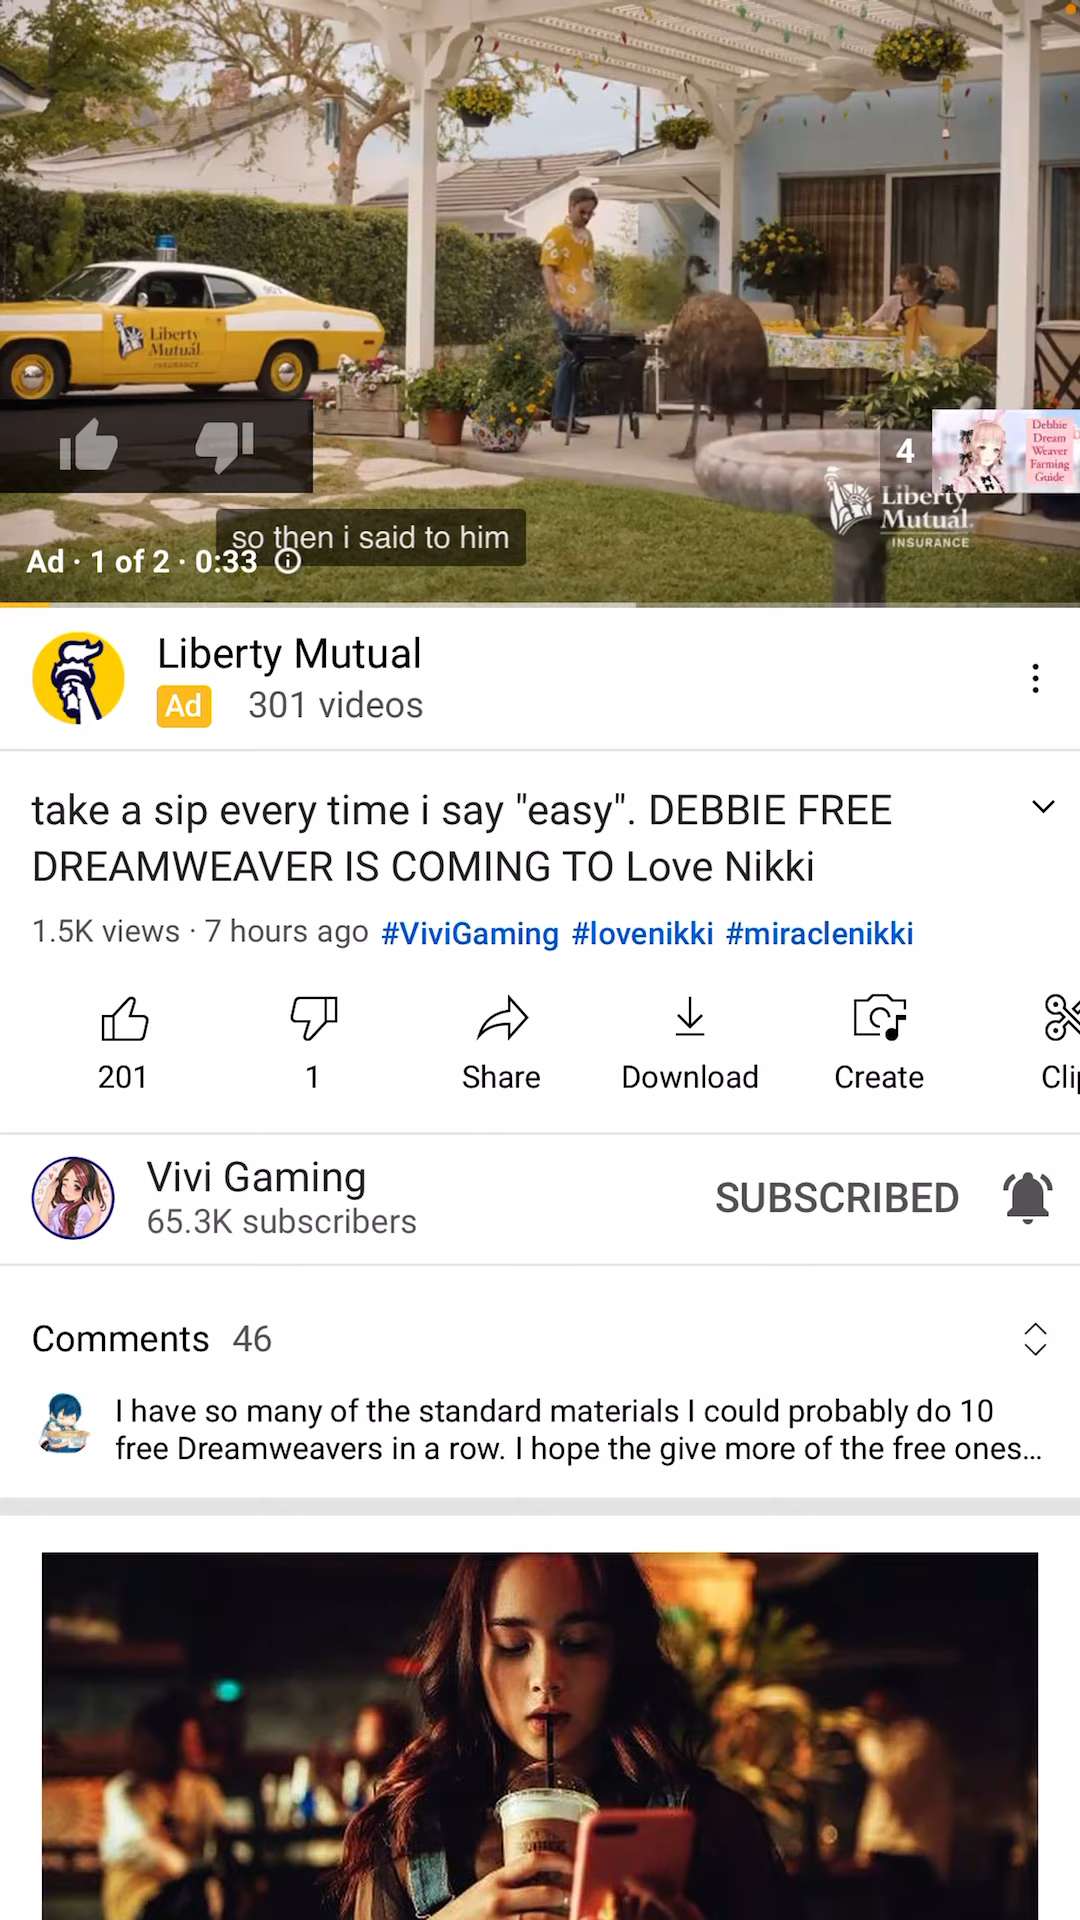 901
Liberty
Mutual
INSURANCE
4
Debbie
Dream
Weaver
Farming
Guide
Liberty
Mutual.
INSURANCE
so then i said to him
Ad · 1 of 2 · 0:33
Liberty Mutual
Ad 301 videos
take a sip every time i say "easy". DEBBIE FREE
DREAMWEAVER IS COMING TO Love Nikki
1.5K views · 7 hours ago #ViviGaming #lovenikki #miraclenikki
201 1 Share Download Create Clip
Vivi Gaming
65.3K subscribers
SUBSCRIBED
Comments 46
I have so many of the standard materials I could probably do 10
free Dreamweavers in a row. I hope the give more of the free ones...